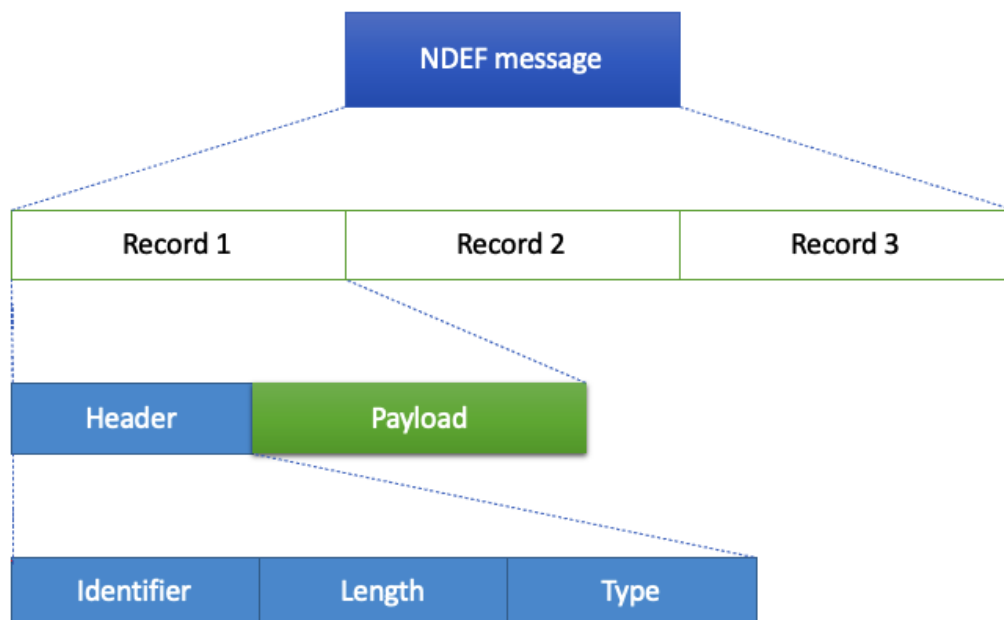 NDEF message
Record 1
Record 2
Record 3
Header
Payload
Identifier
Length
Type